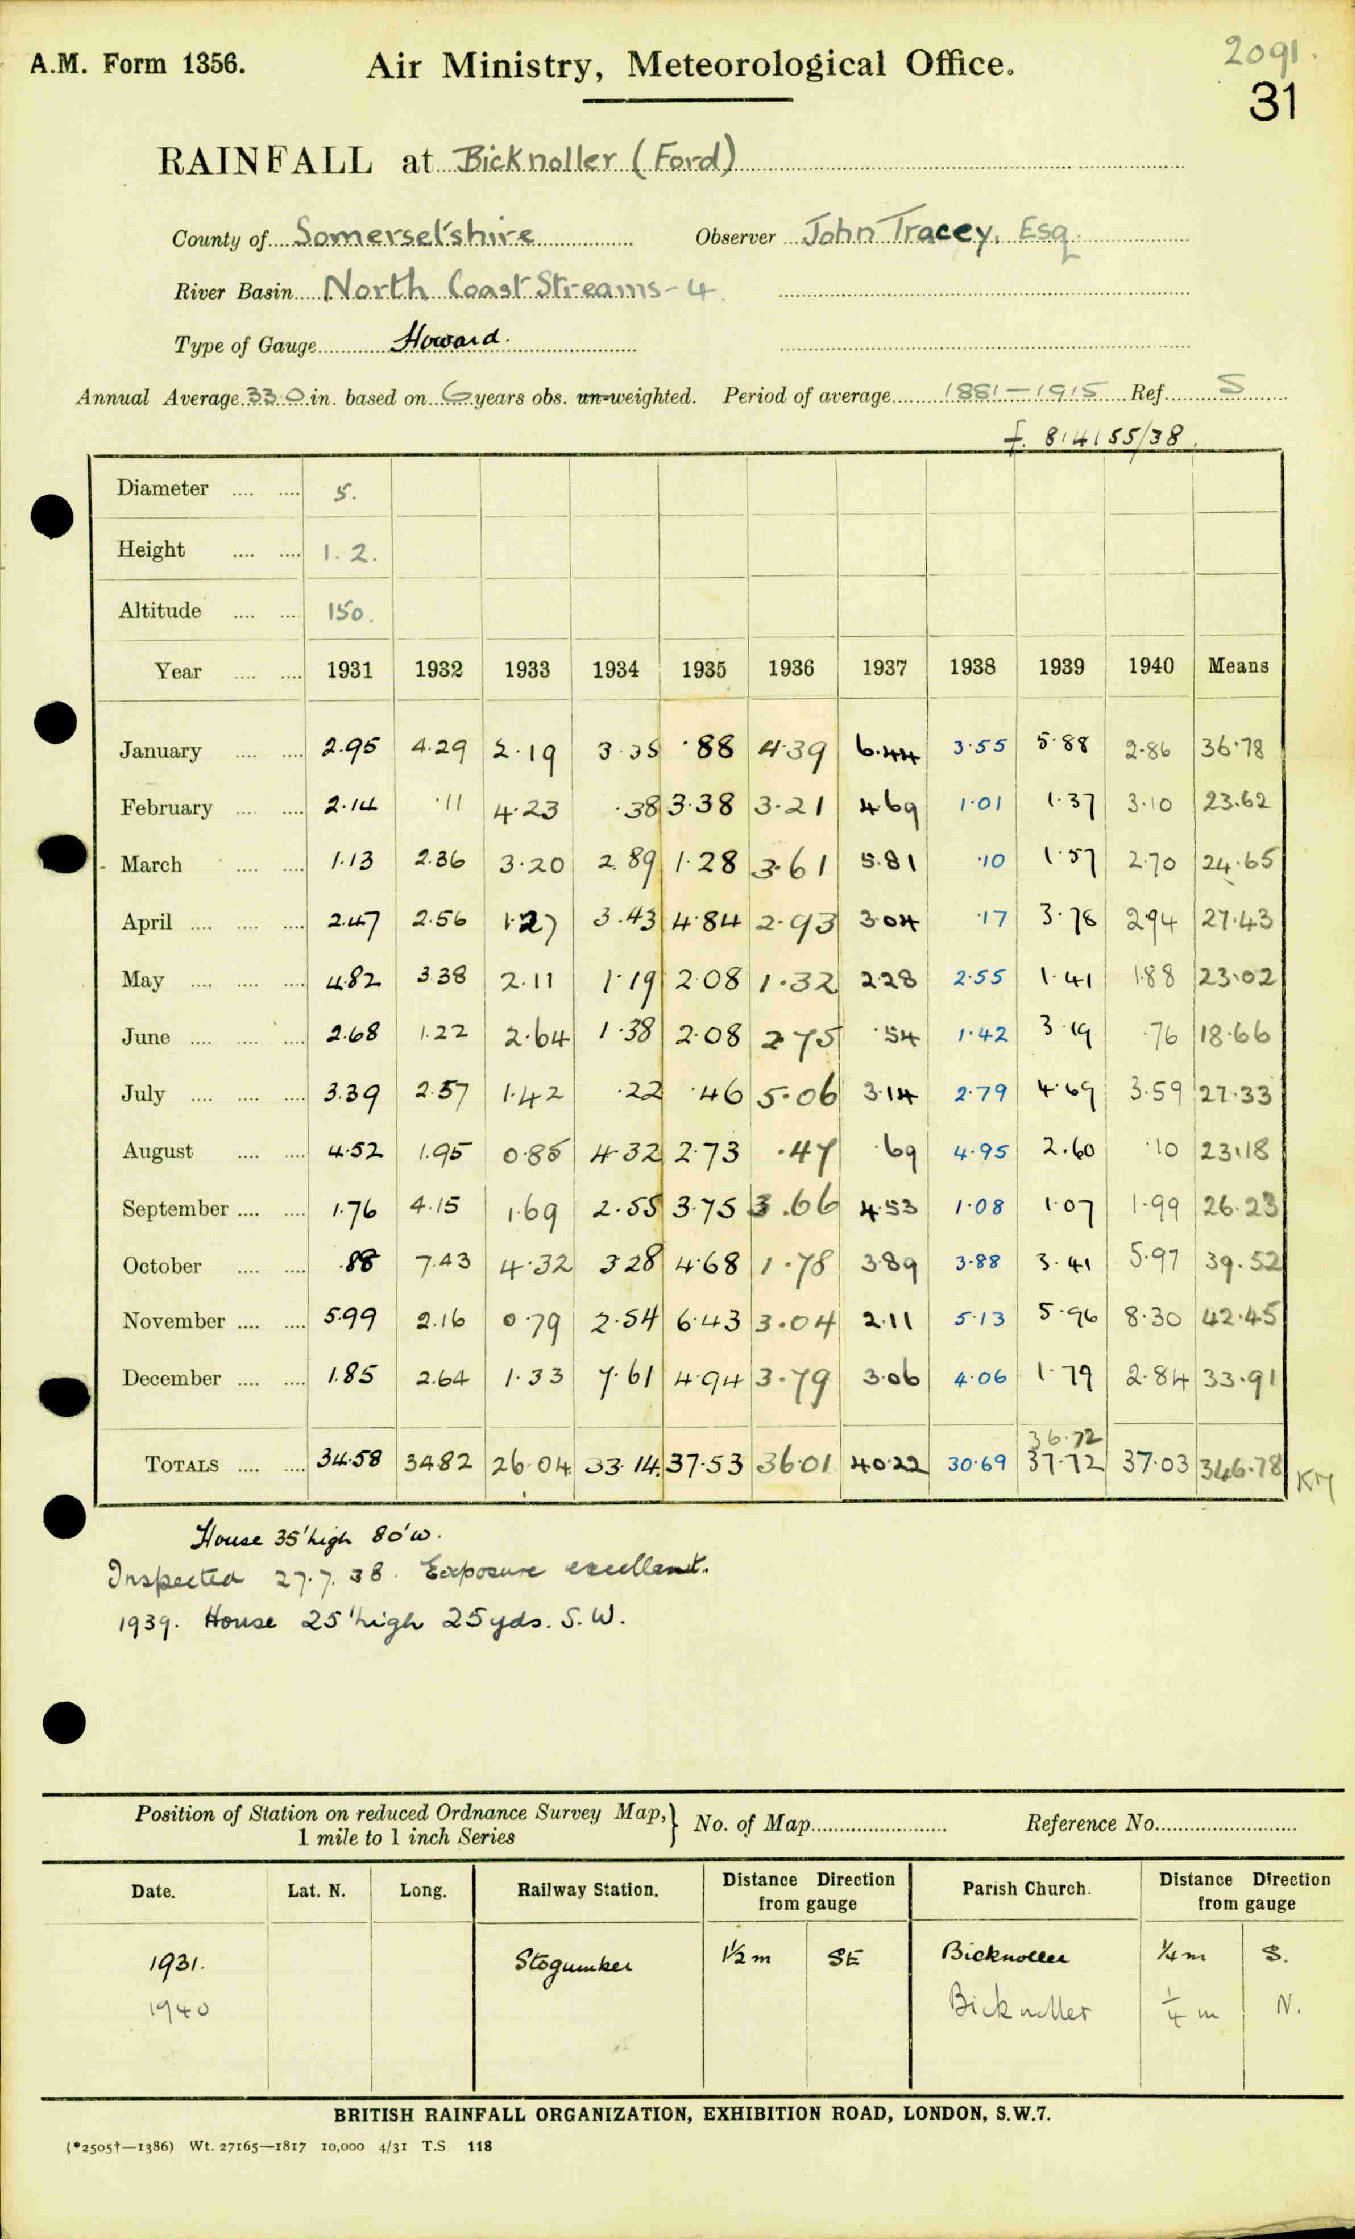 A.M. Form 1356.
Air Ministry, Meteorological Office.
2091.
31
RAINFALL at Bicknoller (Ford)
County of Somersetshire Observer John Tracey, Esq.
River Basin North Coast Streams - 4
Type of Gauge Howard.
Annual Average 33.0 in. based on 6 years obs. un-weighted. Period of average 1881-1915 Ref. S
f. 814155/38.
Diameter .... .... 5.
Height .... .... 1. 2.
Altitude .... .... 150.
Year .... .... 1931 1932 1933 1934 1935 1936 1937 1938 1939 1940 Means
January .... .... 2.95 4.29 2.19 3.35 .88 4.39 6.44 3.55 5.88 2.86 36.78
February .... .... 2.14 .11 4.23 .38 3.38 3.21 4.69 1.01 1.37 3.10 23.62
March .... .... 1.13 2.36 3.20 2.89 1.28 3.61 5.81 .10 1.57 2.70 24.65
April .... .... .... 2.47 2.56 1.27 3.43 4.84 2.93 3.04 .17 3.78 2.94 27.43
May .... .... .... 4.82 3.38 2.11 1.19 2.08 1.32 2.28 2.55 1.41 1.88 23.02
June .... .... .... 2.68 1.22 2.64 1.38 2.08 2.75 .54 1.42 3.19 .76 18.66
July .... .... .... 3.39 2.57 1.42 .22 .46 5.06 3.14 2.79 4.69 3.59 27.33
August .... .... 4.52 1.95 0.85 4.32 2.73 .47 .69 4.95 2.60 .10 23.18
September .... .... 1.76 4.15 1.69 2.55 3.75 3.66 4.53 1.08 1.07 1.99 26.23
October .... .... .88 7.43 4.32 3.28 4.68 1.78 3.89 3.88 3.41 5.97 39.52
November .... .... 5.99 2.16 0.79 2.54 6.43 3.04 2.11 5.13 5.96 8.30 42.45
December .... .... 1.85 2.64 1.33 7.61 4.94 3.79 3.06 4.06 1.79 2.84 33.91
36.72
TOTALS .... .... 34.58 34.82 26.04 33.14 37.53 36.01 40.22 30.69 37.72 37.03 346.78
KM
House 35' high 80' W.
Inspected 27.7.38. Exposure excellent.
1939. House 25' high 25 yds. S.W.
Position of Station on reduced Ordnance Survey Map, } No. of Map Reference No.
1 mile to 1 inch Series
Date. Lat. N. Long. Railway Station. Distance Direction from gauge Parish Church. Distance Direction from gauge
1931. Stogumber 1½ m SE Bicknoller ¼ m S.
1940 Bicknoller ¼ m N.
BRITISH RAINFALL ORGANIZATION, EXHIBITION ROAD, LONDON, S.W.7.
(*2505†—1386) Wt. 27165—1817 10,000 4/31 T.S. 118